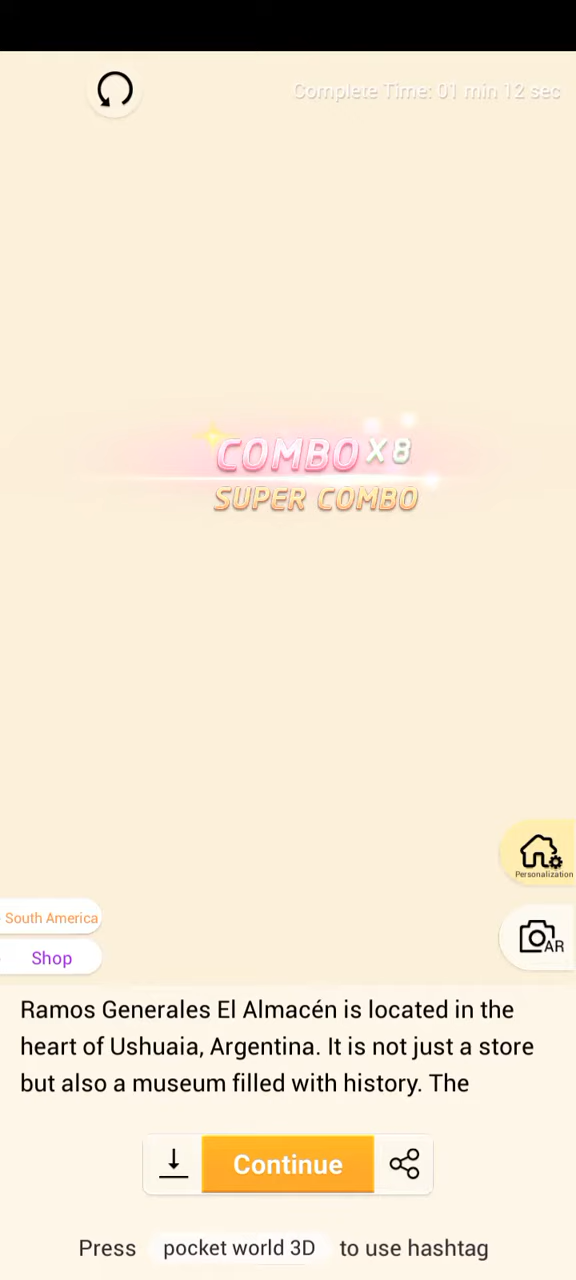 Complete Time: 01 min 12 sec
COMBO X8
SUPER COMBO
Personalization
AR
South America
Shop
Ramos Generales El Almacén is located in the
heart of Ushuaia, Argentina. It is not just a store
but also a museum filled with history. The
Continue
Press pocket world 3D to use hashtag